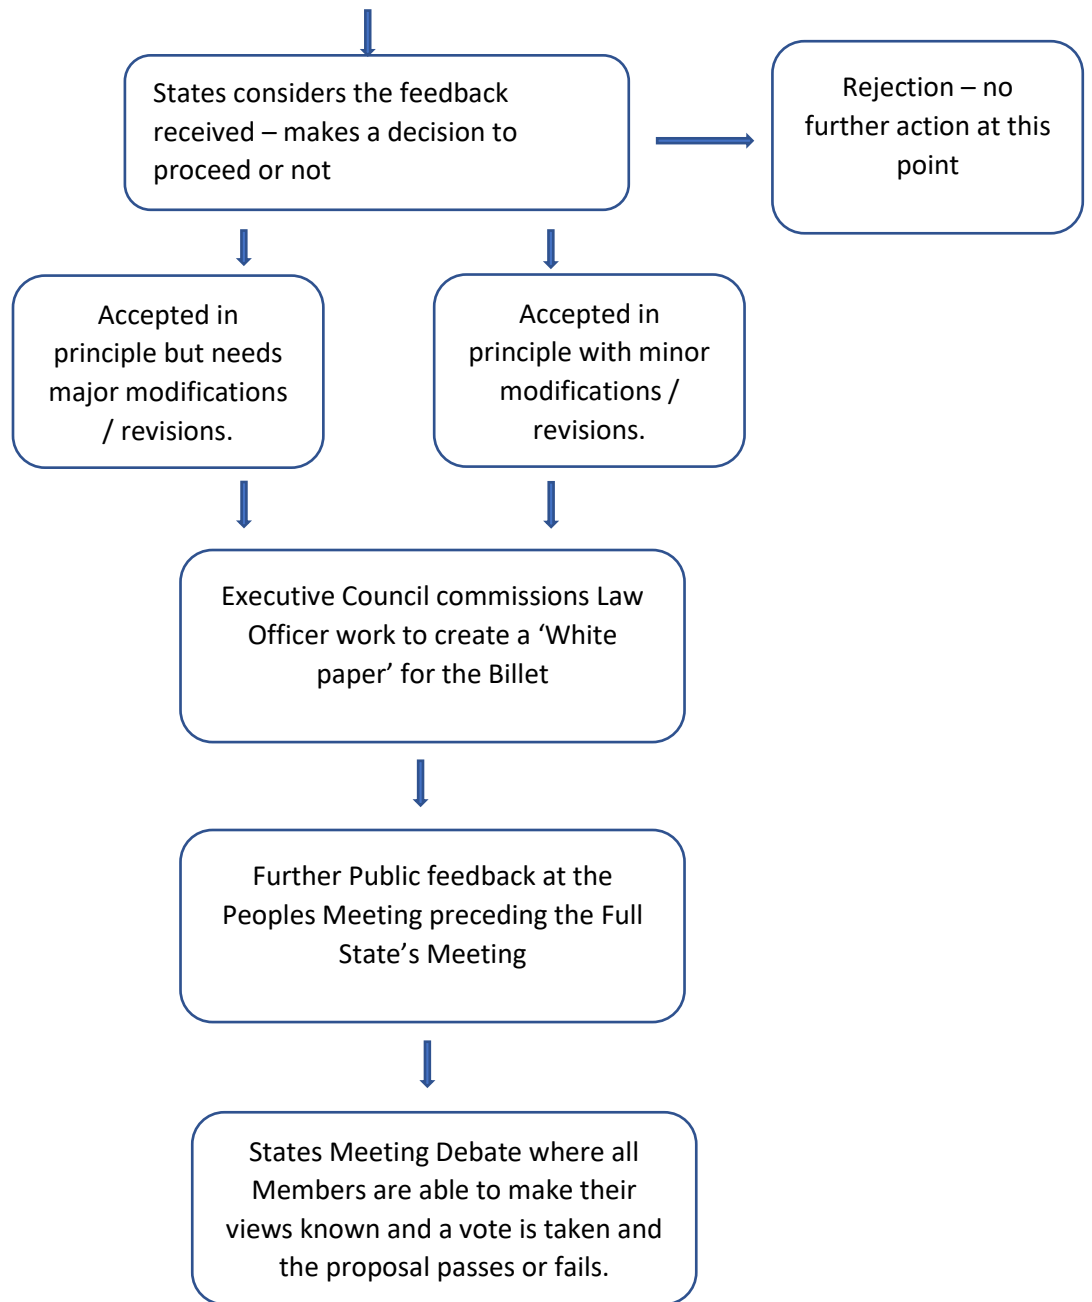 States considers the feedback
received – makes a decision to
proceed or not
Rejection – no
further action at this
point
Accepted in
principle but needs
major modifications
/ revisions.
Accepted in
principle with minor
modifications /
revisions.
Executive Council commissions Law
Officer work to create a ‘White
paper’ for the Billet
Further Public feedback at the
Peoples Meeting preceding the Full
State’s Meeting
States Meeting Debate where all
Members are able to make their
views known and a vote is taken and
the proposal passes or fails.